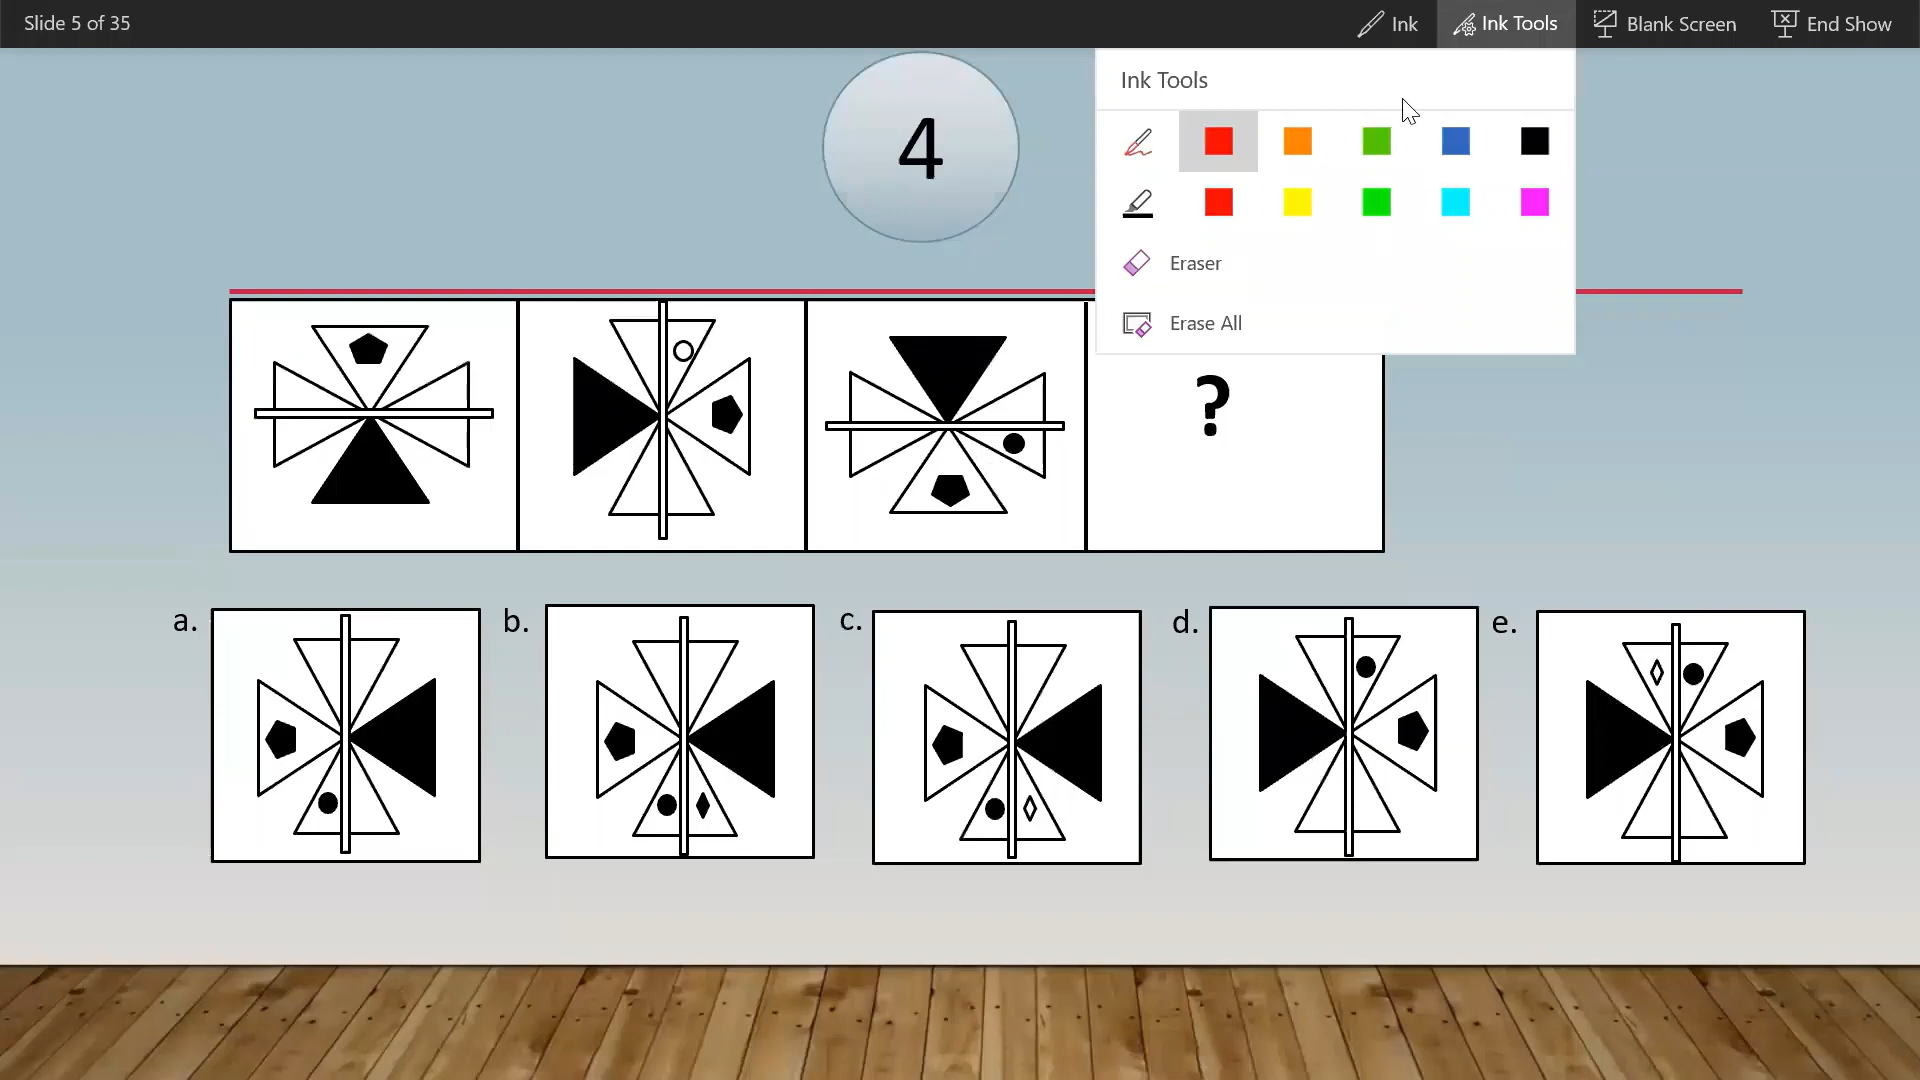 Slide 5 of 35
Ink
Ink Tools
Blank Screen
End Show
Ink Tools
4
Eraser
Erase All
?
a.
b.
c.
d.
e.